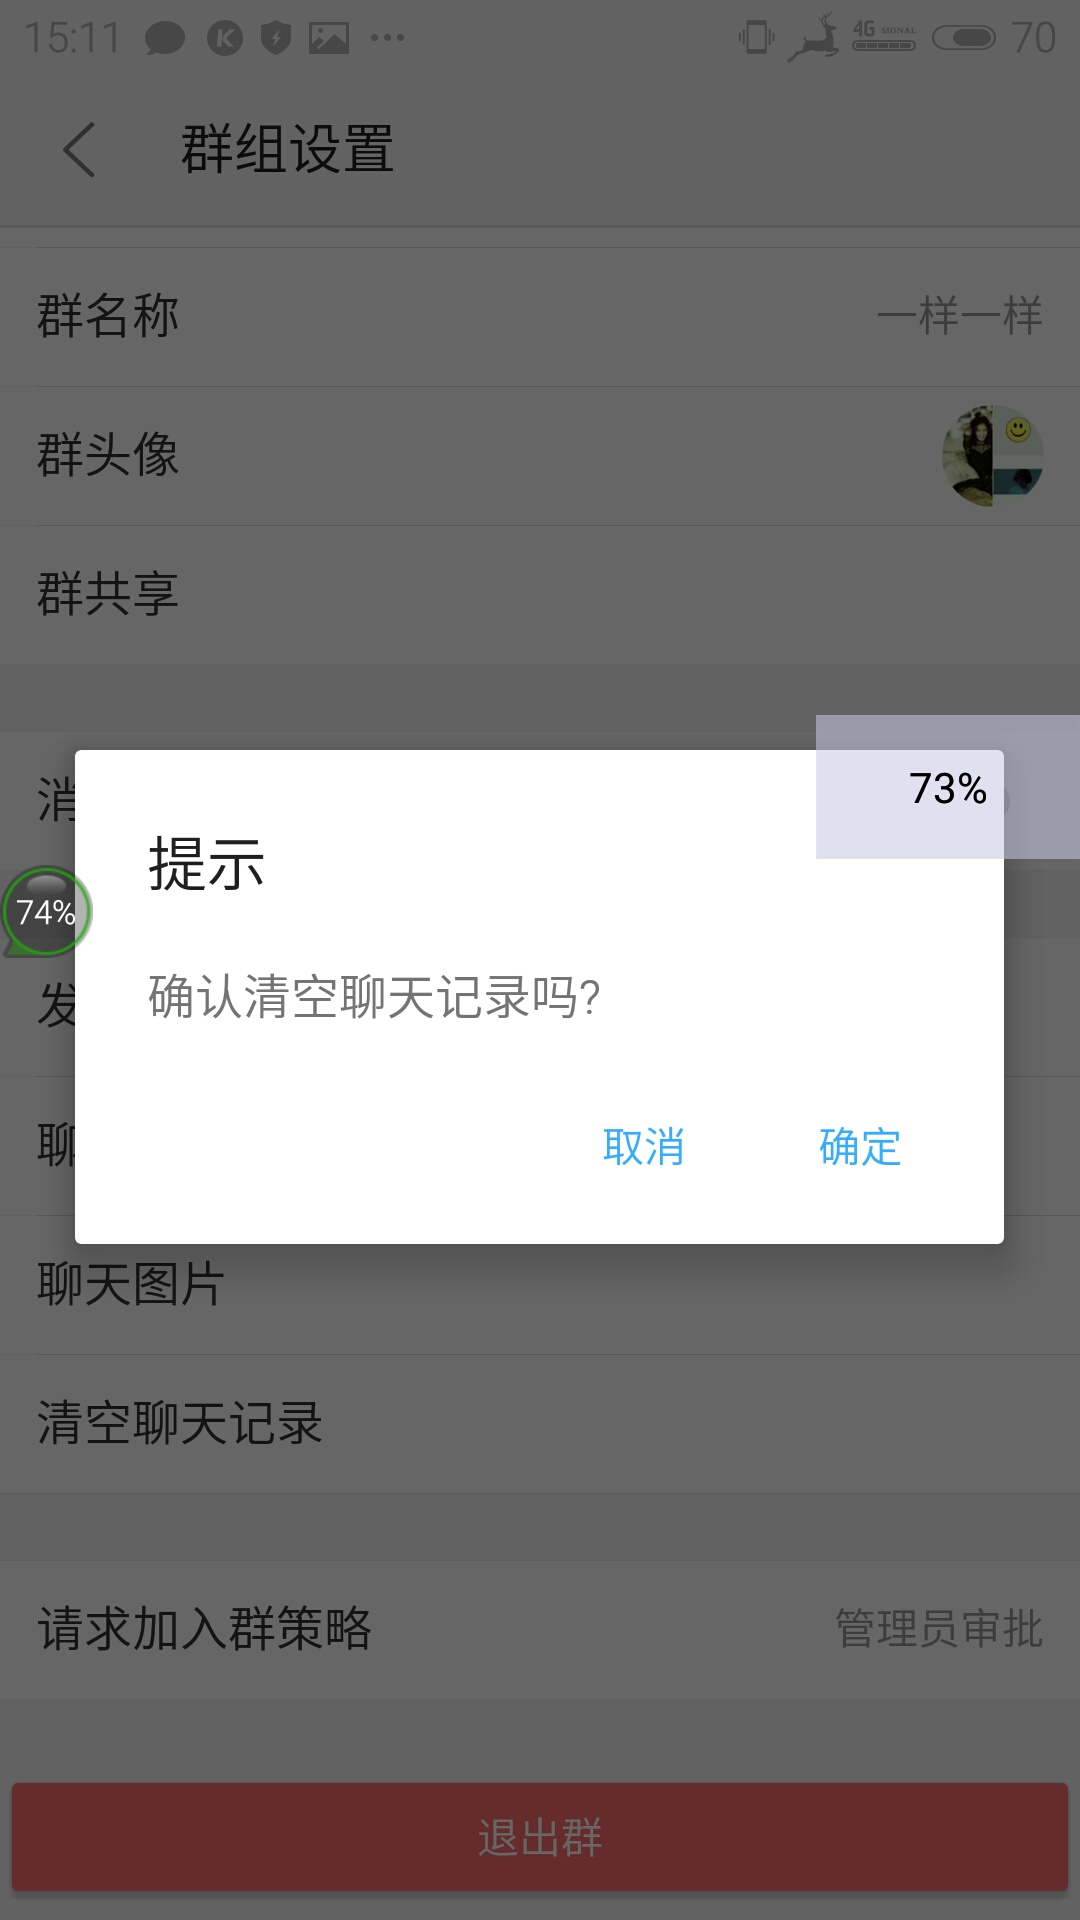 15:11 K 4G SIGNAL 70
群组设置
群名称 一样一样
群头像
群共享
消
73%
提示
74%
确认清空聊天记录吗?
发
聊
取消 确定
聊天图片
清空聊天记录
请求加入群策略 管理员审批
退出群